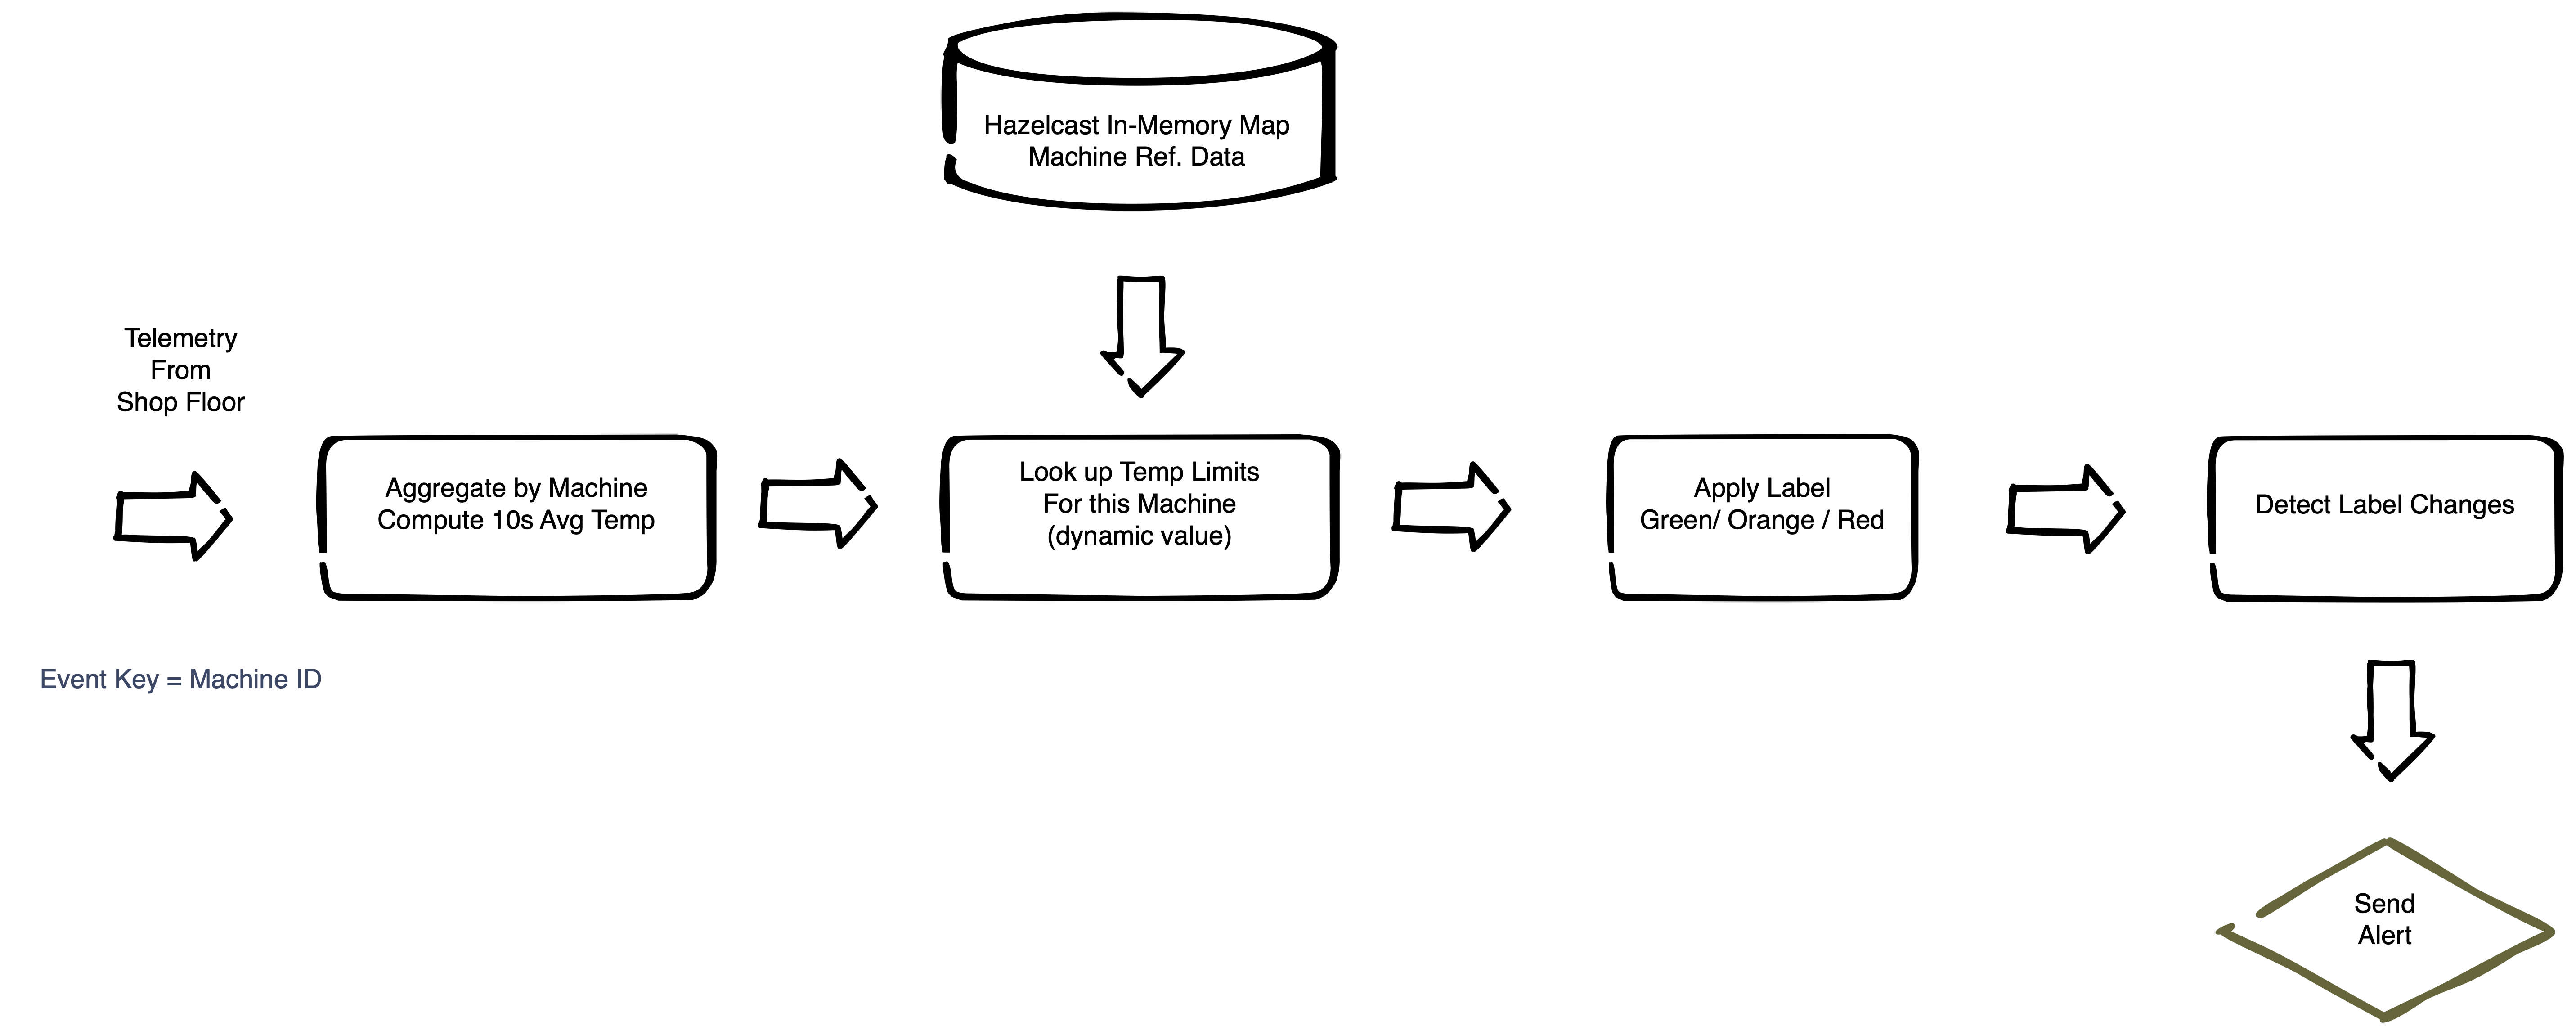 Hazelcast In-Memory Map
Machine Ref. Data
Telemetry
From
Shop Floor
Aggregate by Machine
Compute 10s Avg Temp
Look up Temp Limits
For this Machine
(dynamic value)
Apply Label
Green/ Orange / Red
Detect Label Changes
Event Key = Machine ID
Send
Alert